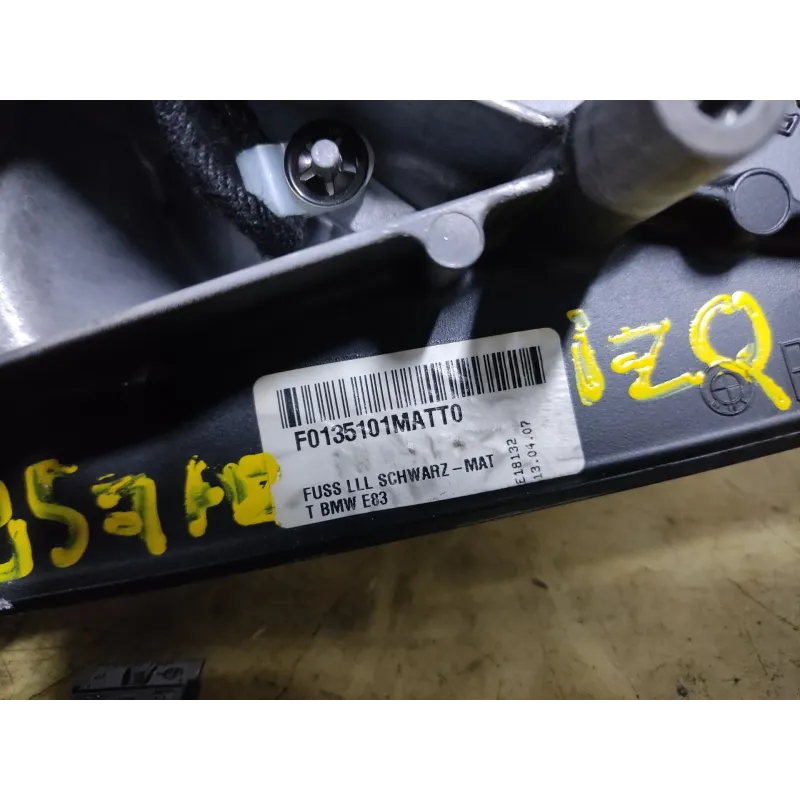 IZQ
F0135101MATT0
FUSS LLL SCHWARZ-MAT
T BMW E83
E18132
13.04.07